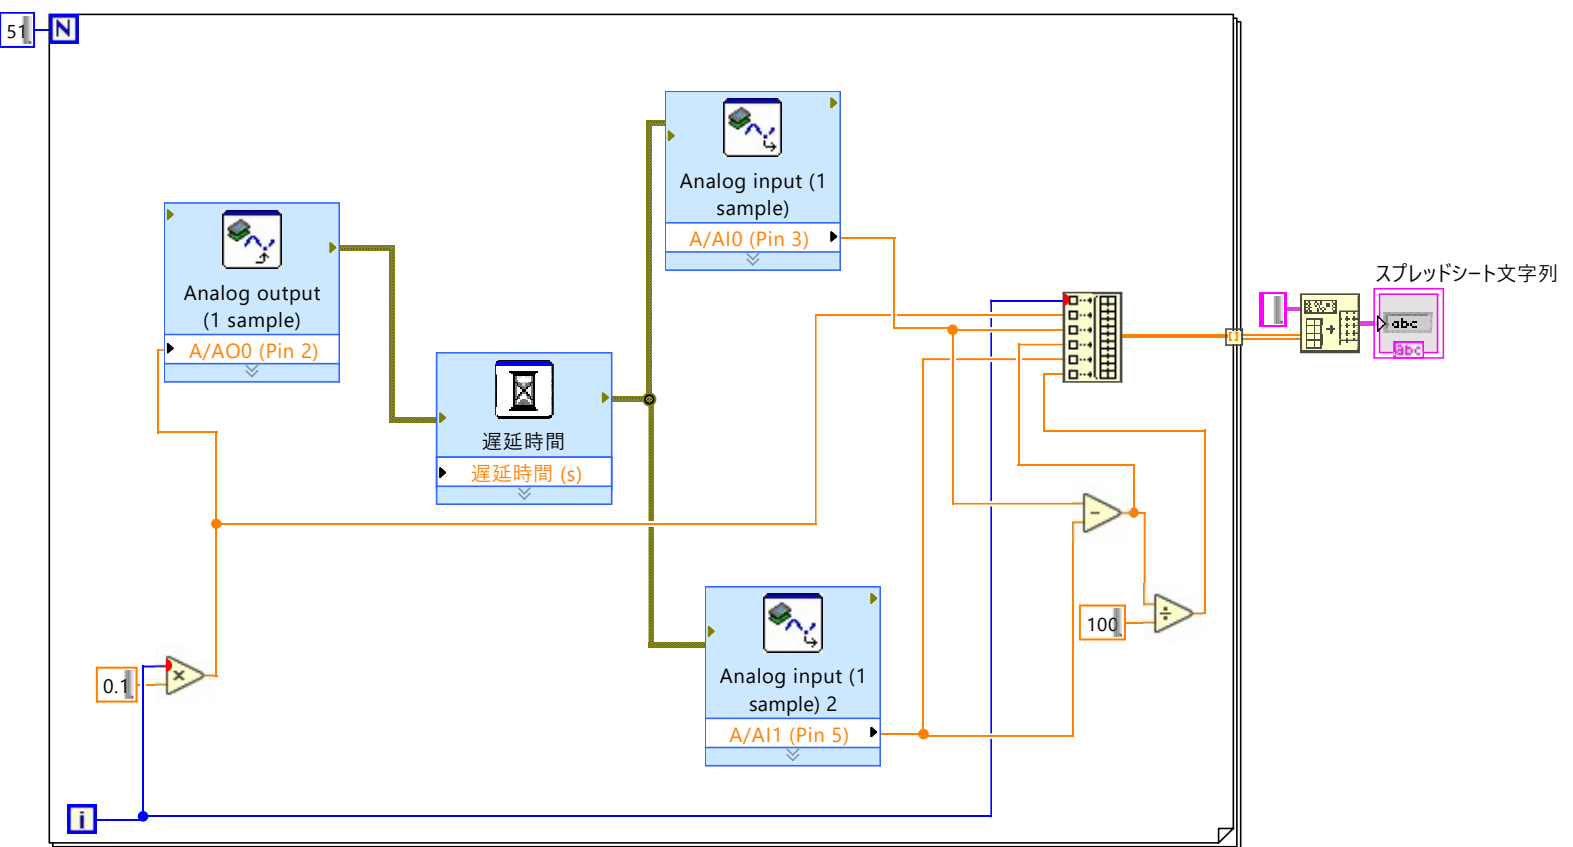 51
N
Analog input (1
sample)
A/AI0 (Pin 3)
Analog output
(1 sample)
A/AO0 (Pin 2)
スプレッドシート文字列
abc
abc
遅延時間
遅延時間 (s)
100
Analog input (1
sample) 2
A/AI1 (Pin 5)
0.1
i